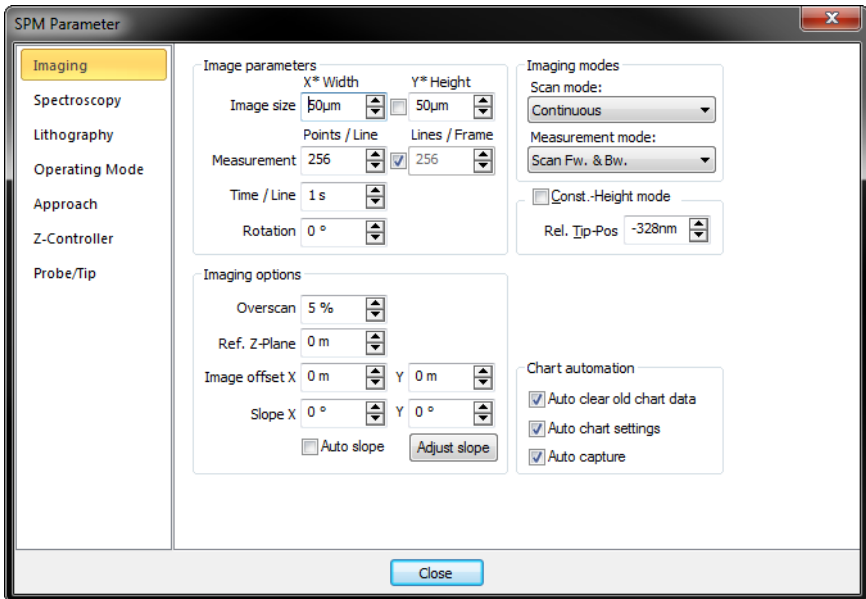 SPM Parameter
Imaging
Spectroscopy
Lithography
Operating Mode
Approach
Z-Controller
Probe/Tip
Image parameters
X* Width Y* Height
Image size 50µm 50µm
Points / Line Lines / Frame
Measurement 256 256
Time / Line 1 s
Rotation 0 °
Imaging options
Overscan 5 %
Ref. Z-Plane 0 m
Image offset X 0 m Y 0 m
Slope X 0 ° Y 0 °
Auto slope Adjust slope
Imaging modes
Scan mode:
Continuous
Measurement mode:
Scan Fw. & Bw.
Const.-Height mode
Rel. Tip-Pos -328nm
Chart automation
Auto clear old chart data
Auto chart settings
Auto capture
Close